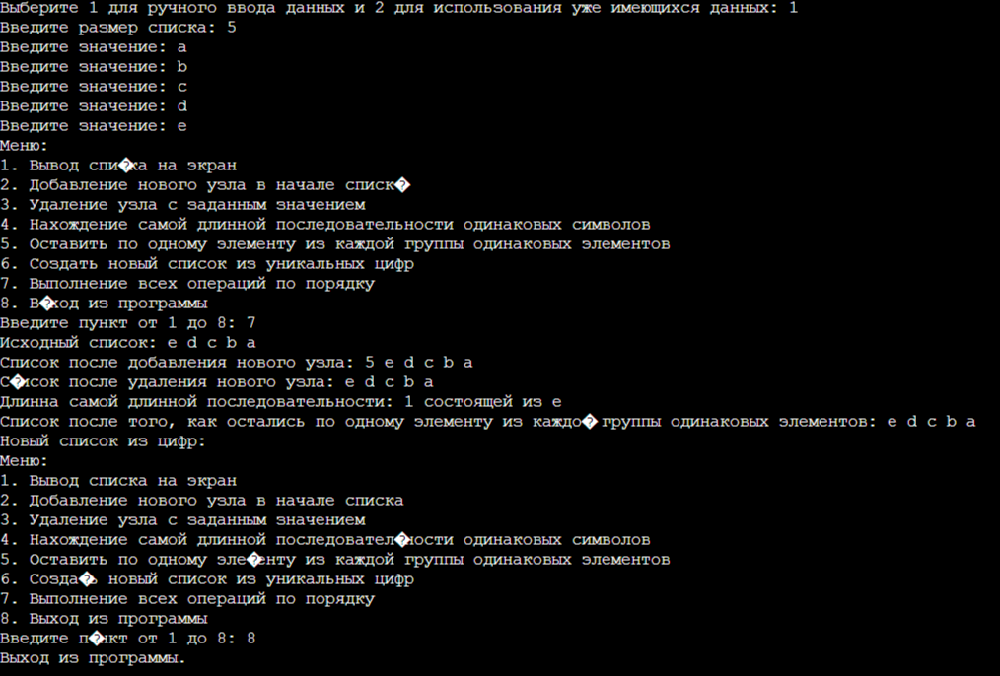 Выберите 1 для ручного ввода данных и 2 для использования уже имеющихся данных: 1
Введите размер списка: 5
Введите значение: a
Введите значение: b
Введите значение: c
Введите значение: d
Введите значение: e
Меню:
1. Вывод спи�ка на экран
2. Добавление нового узла в начале списк�
3. Удаление узла с заданным значением
4. Нахождение самой длинной последовательности одинаковых символов
5. Оставить по одному элементу из каждой группы одинаковых элементов
6. Создать новый список из уникальных цифр
7. Выполнение всех операций по порядку
8. В�ход из программы
Введите пункт от 1 до 8: 7
Исходный список: e d c b a
Список после добавления нового узла: 5 e d c b a
С�исок после удаления нового узла: e d c b a
Длинна самой длинной последовательности: 1 состоящей из e
Список после того, как остались по одному элементу из каждо� группы одинаковых элементов: e d c b a
Новый список из цифр:
Меню:
1. Вывод списка на экран
2. Добавление нового узла в начале списка
3. Удаление узла с заданным значением
4. Нахождение самой длинной последовател�ности одинаковых символов
5. Оставить по одному эле�енту из каждой группы одинаковых элементов
6. Созда�ь новый список из уникальных цифр
7. Выполнение всех операций по порядку
8. Выход из программы
Введите п�нкт от 1 до 8: 8
Выход из программы.